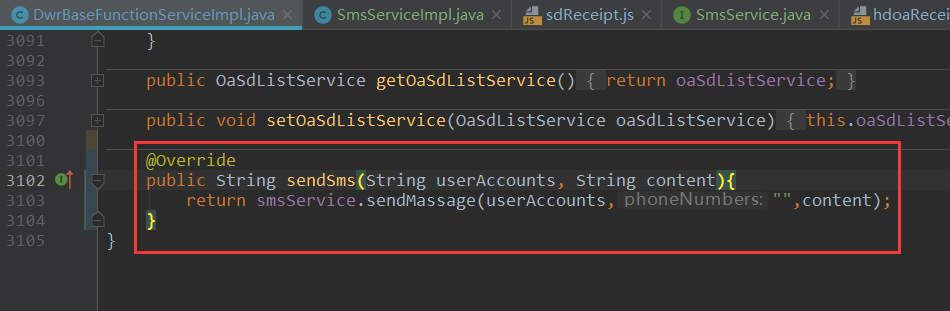 DwrBaseFunctionServiceImpl.java SmsServiceImpl.java sdReceipt.js SmsService.java hdoaRecei
3091 }
3092
3093 public OaSdListService getOaSdListService() { return oaSdListService; }
3096
3097 public void setOaSdListService(OaSdListService oaSdListService) { this.oaSdListSe
3100
3101 @Override
3102 public String sendSms(String userAccounts, String content){
3103 return smsService.sendMassage(userAccounts, phoneNumbers: "",content);
3104 }
3105 }